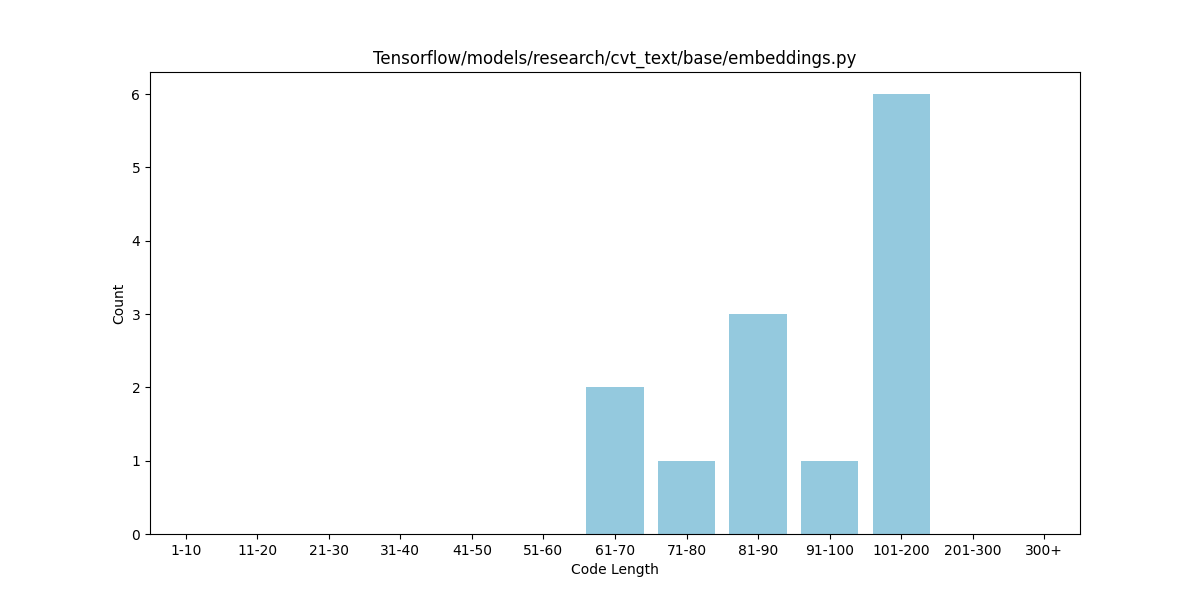 Tensorflow/models/research/cvt_text/base/embeddings.py
6
5
4
3
2
1
0
Count
1-10 11-20 21-30 31-40 41-50 51-60 61-70 71-80 81-90 91-100 101-200 201-300 300+
Code Length